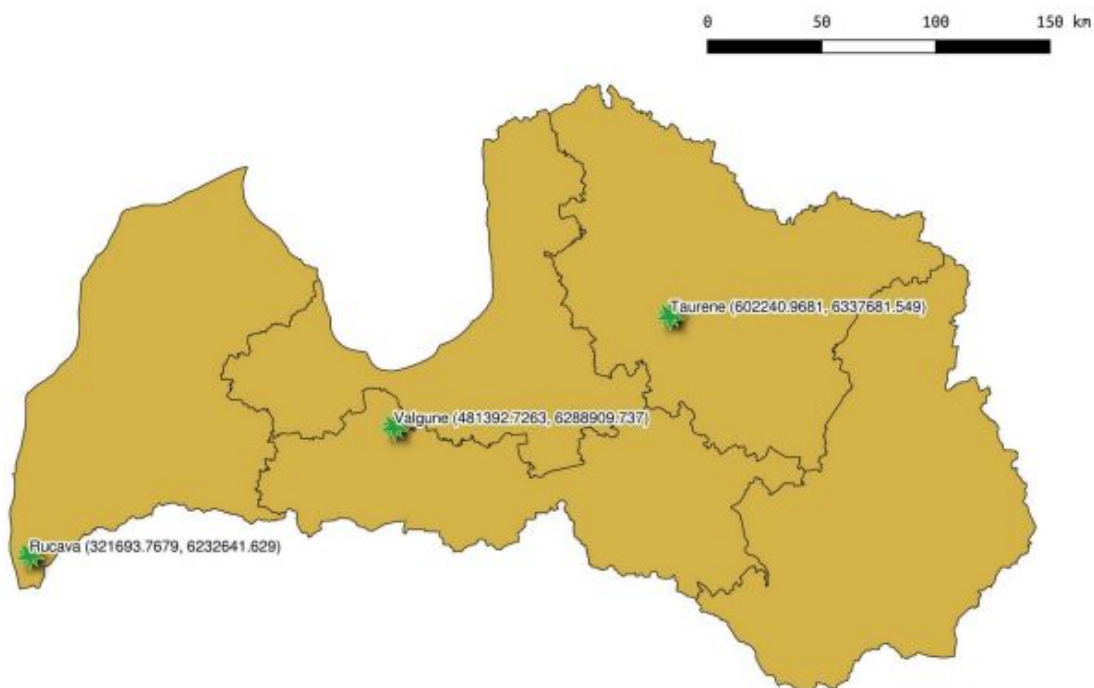 0 50 100 150 km
Taurene (602240.9681, 6337681.549)
Valgune (481392.7263, 6288909.737)
Rucava (321693.7679, 6232641.629)